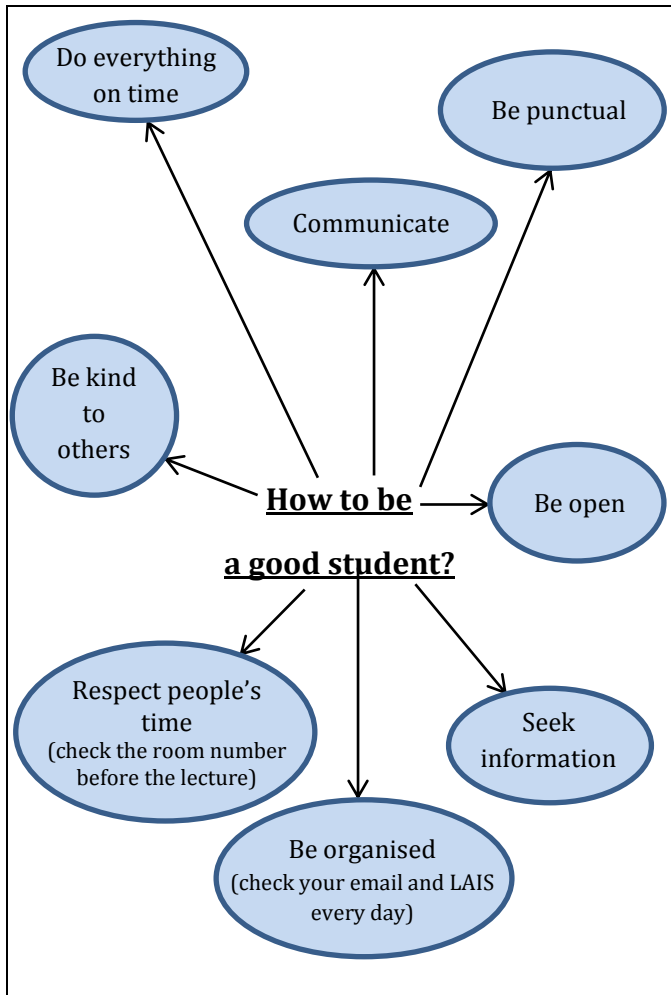 Do everything
on time
Be punctual
Communicate
Be kind
to
others
How to be
a good student?
Be open
Respect people’s
time
(check the room number
before the lecture)
Seek
information
Be organised
(check your email and LAIS
every day)